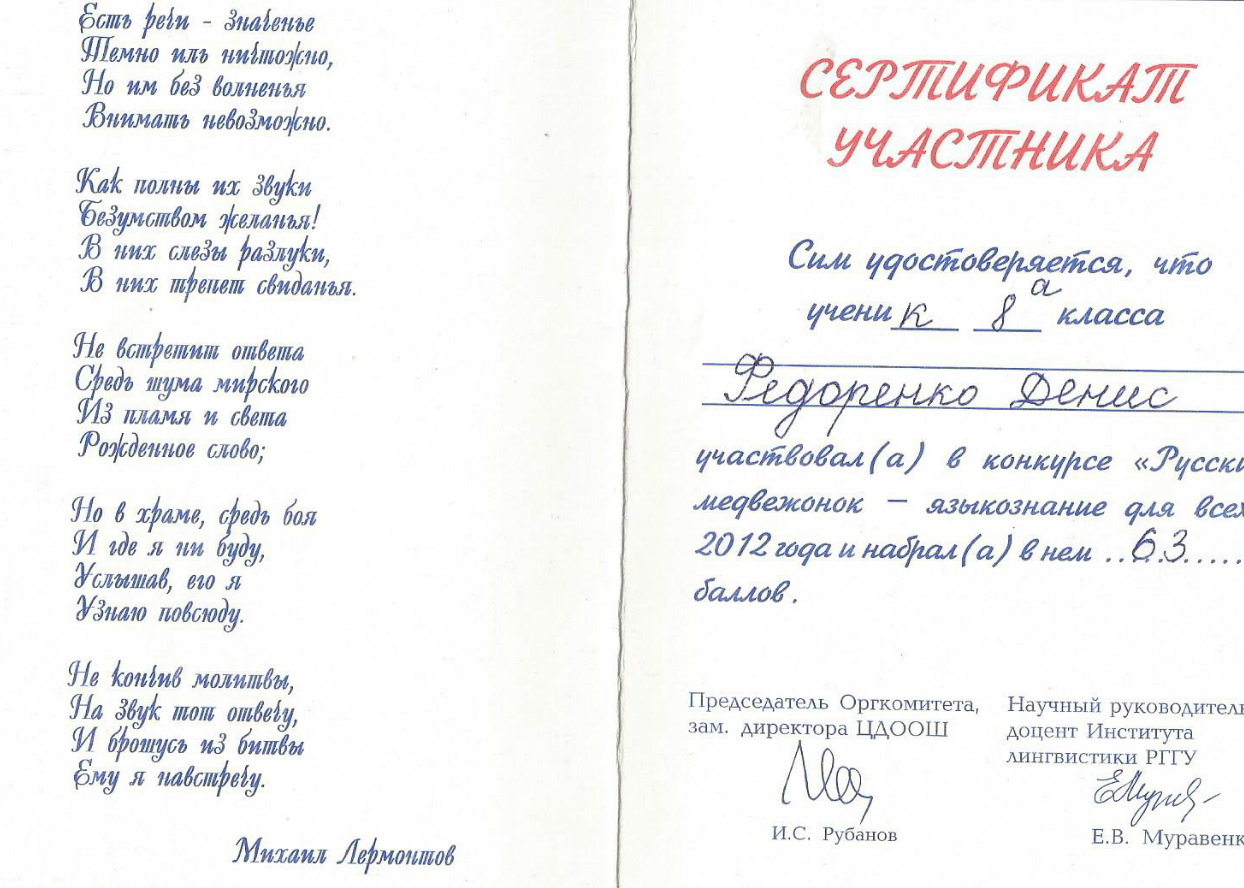 Есть речи - значенье
Темно иль ничтожно,
Но им без волненья
Внимать невозможно.
Как полны их звуки
Безумством желанья!
В них слезы разлуки,
В них трепет свиданья.
Не встретит ответа
Средь шума мирского
Из пламя и света
Рожденное слово;
Но в храме, средь боя
И где я ни буду,
Услышав, его я
Узнаю повсюду.
Не кончив молитвы,
На звук тот отвечу,
И брошусь из битвы
Ему я навстречу.
Михаил Лермонтов
СЕРТИФИКАТ
УЧАСТНИКА
Сим удостоверяется, что
ученик 8а класса
Федоренко Денис
участвовал(а) в конкурсе «Русски
медвежонок — языкознание для всех
2012 года и набрал(а) в нем ..63.....
баллов.
Председатель Оргкомитета,
зам. директора ЦДООШ
И.С. Рубанов
Научный руководитель
доцент Института
лингвистики РГГУ
Е.В. Муравенк